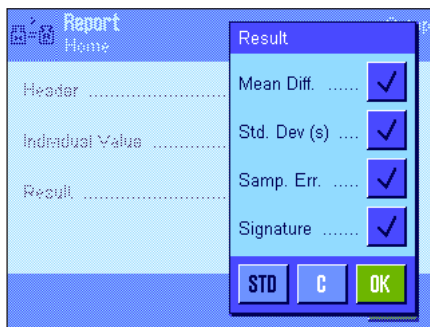 Report
Home
Header ....................
Individual Value ............
Result ......................
Result
Mean Diff. ......
Std. Dev (s) ....
Samp. Err. .....
Signature .......
STD
C
OK